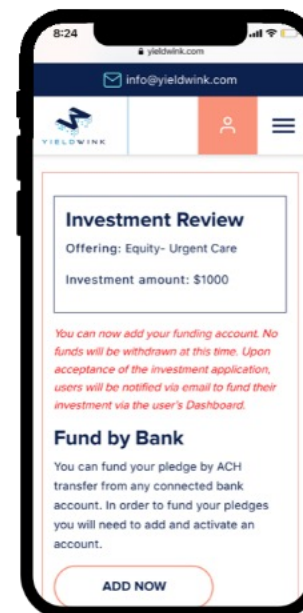 8:24
yieldwink.com
info@yieldwink.com
YIELDWINK
Investment Review
Offering: Equity- Urgent Care
Investment amount: $1000
You can now add your funding account. No
funds will be withdrawn at this time. Upon
acceptance of the investment application,
users will be notified via email to fund their
investment via the user's Dashboard.
Fund by Bank
You can fund your pledge by ACH
transfer from any connected bank
account. In order to fund your pledges
you will need to add and activate an
account.
ADD NOW